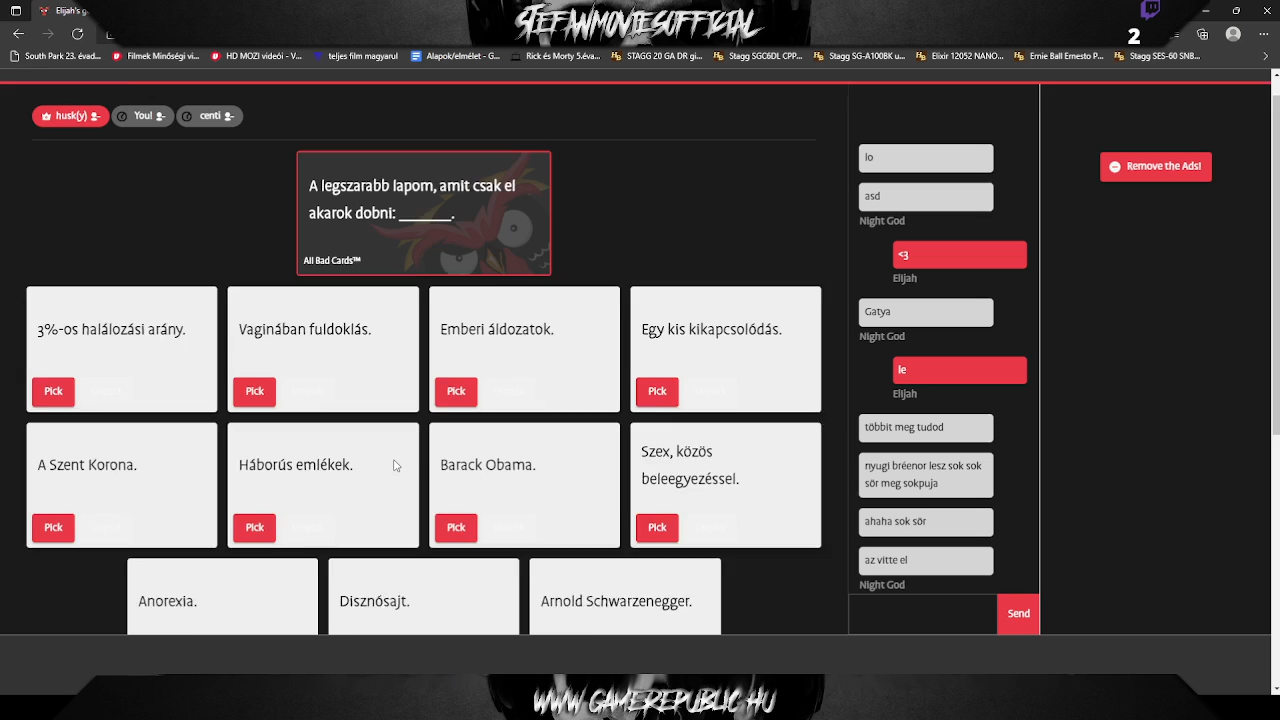 STEFANMOVIESOFFICIAL
Elijah's g
2
South Park 23. évad...
Filmek Minőségi vi...
HD MOZI videói – V...
teljes film magyarul
Alapok/elmélet - G...
Rick és Morty 5.éva...
STAGG 20 GA DR gi...
Stagg SGC6DL CPP...
Stagg SG-A100BK u...
Elixir 12052 NANO...
Ernie Ball Ernesto P...
Stagg SES-60 SNB...
husk(y)
You!
centi
A legszarabb lapom, amit csak el
akarok dobni: _______.
All Bad Cards™
3%-os halálozási arány.
Pick
Vaginában fuldoklás.
Pick
Emberi áldozatok.
Pick
Egy kis kikapcsolódás.
Pick
A Szent Korona.
Pick
Háborús emlékek.
Pick
Barack Obama.
Pick
Szex, közös
beleegyezéssel.
Pick
Anorexia.
Disznósajt.
Arnold Schwarzenegger.
lo
asd
Night God
<3
Elijah
Gatya
Night God
le
Elijah
többit meg tudod
nyugi bréenor lesz sok sok
sör meg sokpuja
ahaha sok sör
az vitte el
Night God
Send
Remove the Ads!
WWW GAMEREPUBLIC.HU